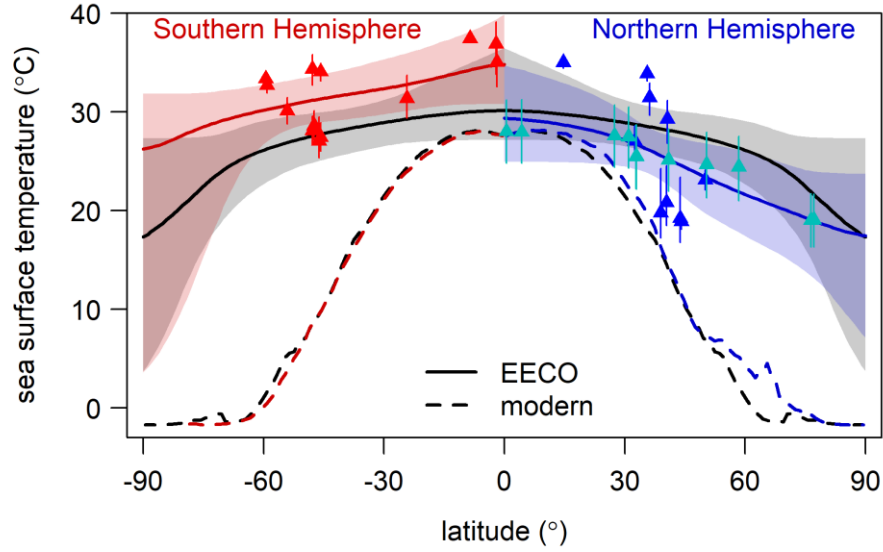 Southern Hemisphere
Northern Hemisphere
40
30
20
10
0
sea surface temperature (°C)
EECO
modern
-90
-60
-30
0
30
60
90
latitude (°)